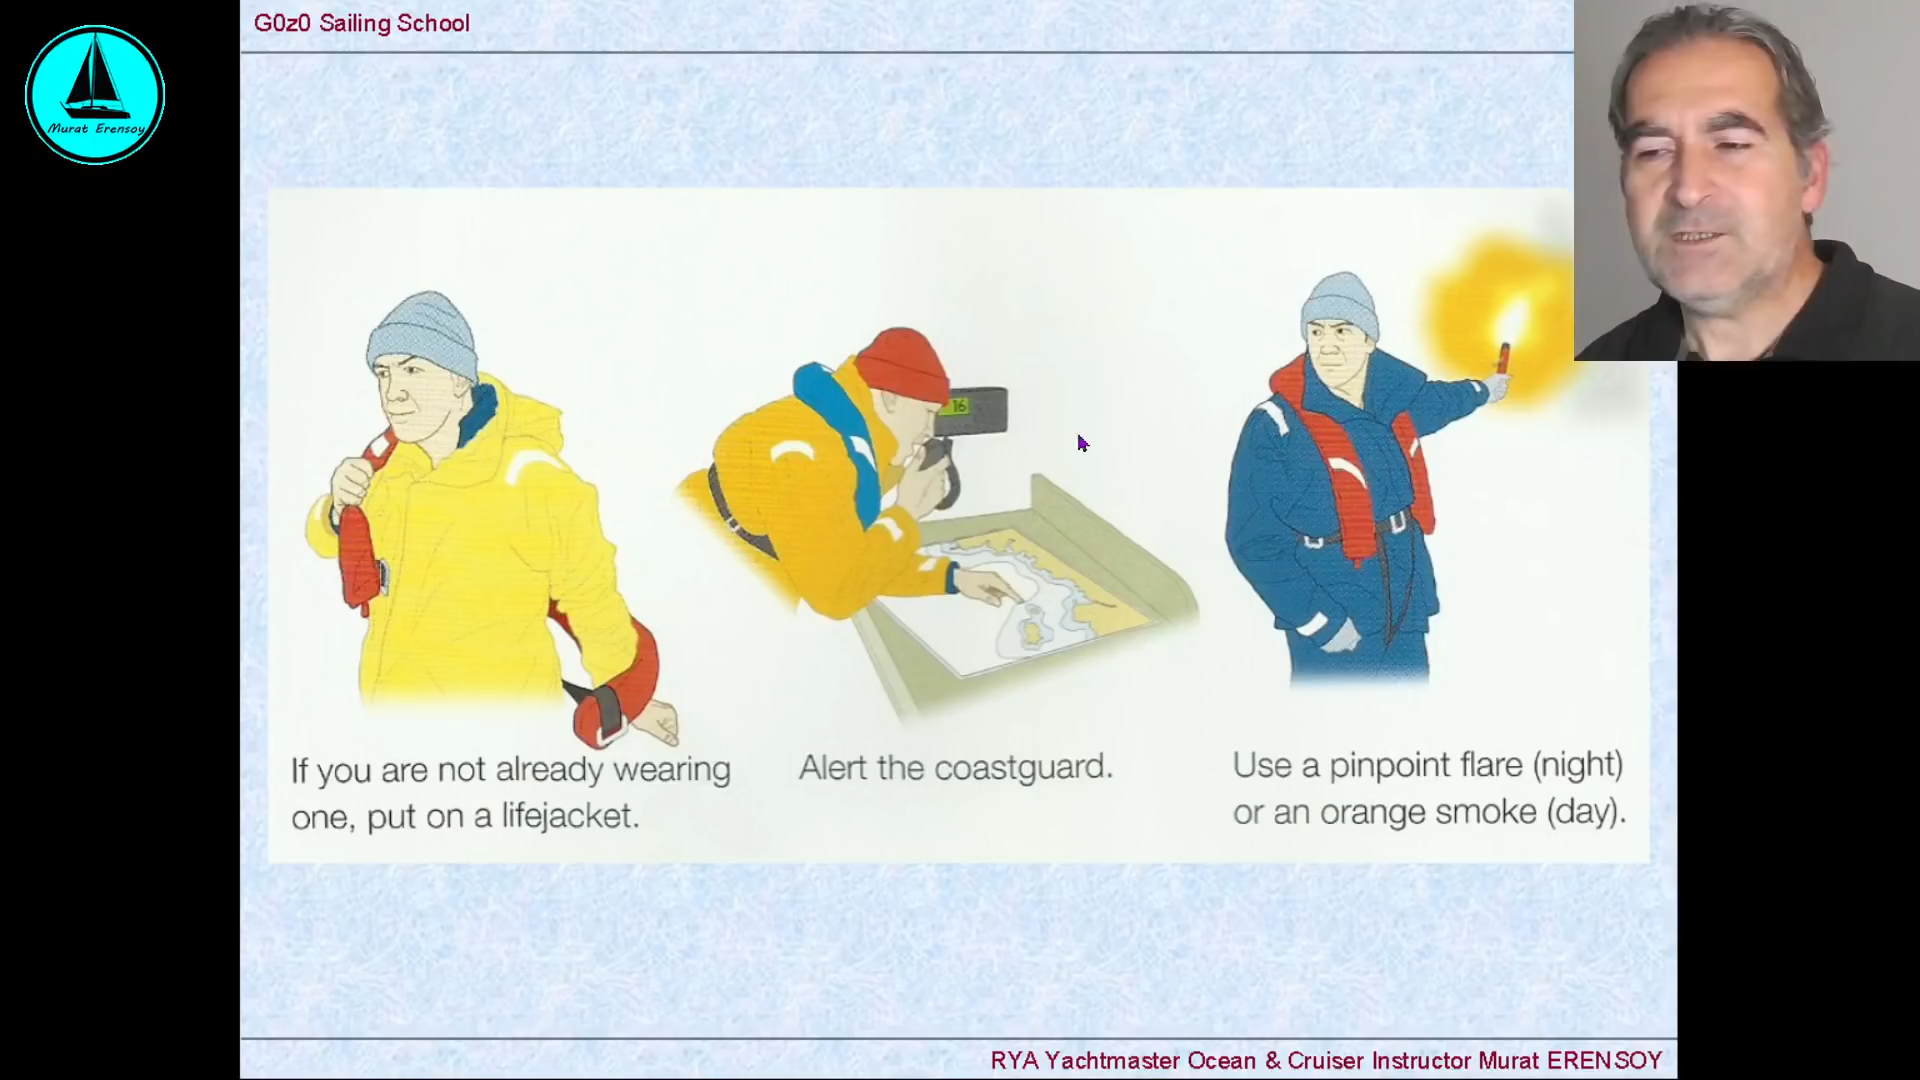 G0z0 Sailing School
Murat Erensoy
16
If you are not already wearing
one, put on a lifejacket.
Alert the coastguard.
Use a pinpoint flare (night)
or an orange smoke (day).
RYA Yachtmaster Ocean & Cruiser Instructor Murat ERENSOY